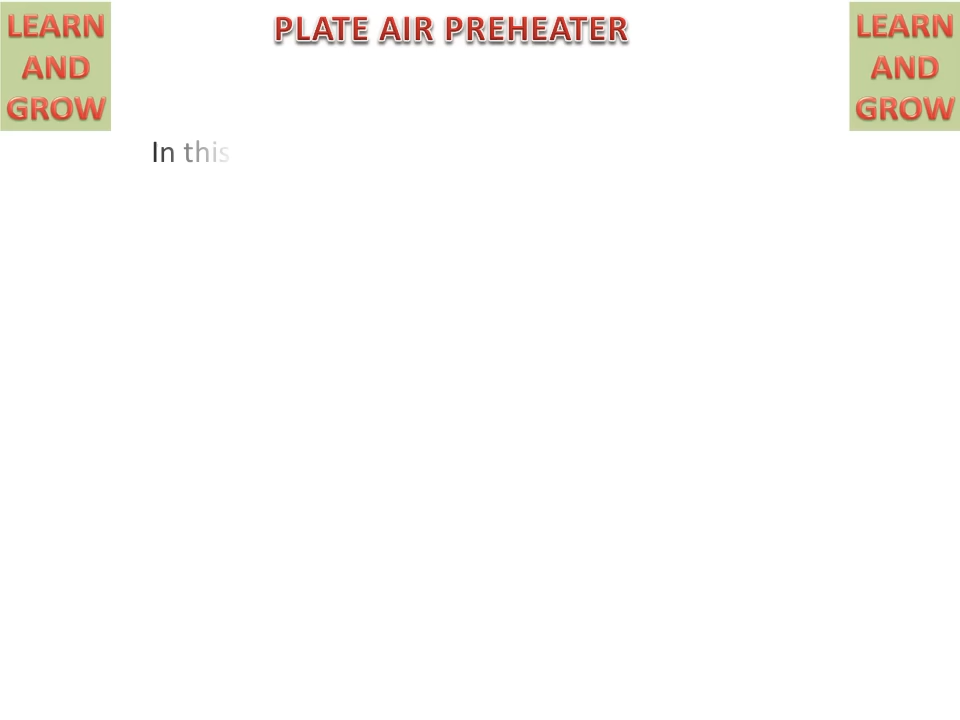 LEARN
AND
GROW
PLATE AIR PREHEATER
LEARN
AND
GROW
In this